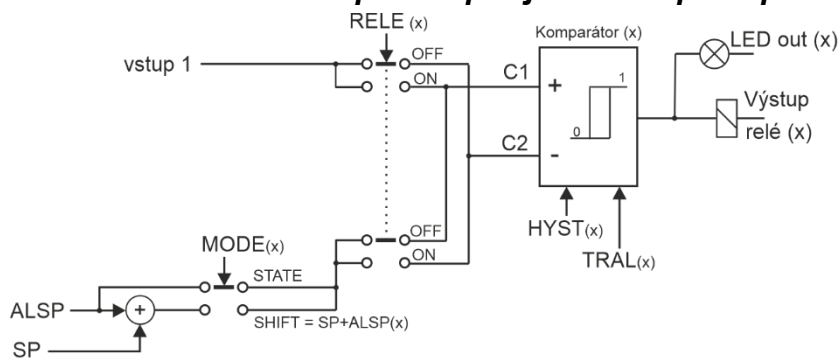 RELE (x)
Komparátor (x)
LED out (x)
vstup 1
OFF
ON
C1
+
1
0
Výstup
relé (x)
C2
-
OFF
ON
HYST(x)
TRAL(x)
MODE(x)
STATE
ALSP
+
SHIFT = SP+ALSP(x)
SP